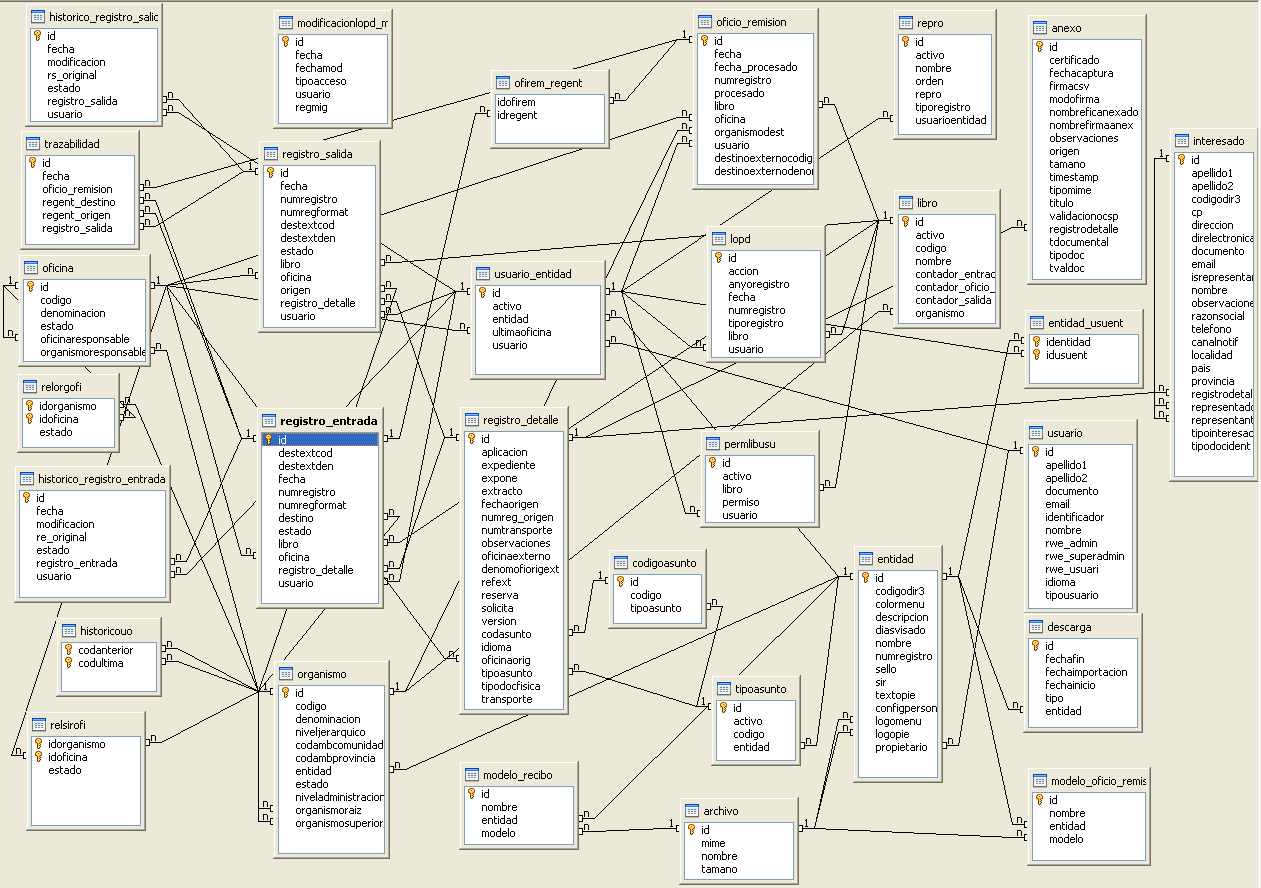 historico_registro_salic
id
fecha
modificacion
rs_original
estado
registro_salida
usuario
modificacionlopd_m
id
fecha
fechamod
tipoacceso
usuario
regmig
ofirem_regent
idofirem
idregent
oficio_remision
id
fecha
fecha_procesado
numregistro
procesado
libro
oficina
organismodest
usuario
destinoexternocodig
destinoexternodenor
repro
id
activo
nombre
orden
repro
tiporegistro
usuarioentidad
anexo
id
certificado
fechacaptura
firmacsv
modofirma
nombreficanexado
nombrefirmaanex
observaciones
origen
tamano
timestamp
tipomime
titulo
validacionocsp
registrodetalle
tdocumental
tipodoc
tvaldoc
interesado
id
apellido1
apellido2
codigodir3
cp
direccion
direlectronica
documento
email
isrepresentar
nombre
observacione
razonsocial
telefono
canalnotif
localidad
pais
provincia
registrodetal
representado
representant
tipointeresac
tipodocident
trazabilidad
id
fecha
oficio_remision
regent_destino
regent_origen
registro_salida
registro_salida
id
fecha
numregistro
numregformat
destextcod
destextden
estado
libro
oficina
origen
registro_detalle
usuario
libro
id
activo
codigo
nombre
contador_entrac
contador_oficio_
contador_salida
organismo
lopd
id
accion
anyoregistro
fecha
numregistro
tiporegistro
libro
usuario
oficina
id
codigo
denominacion
estado
oficinaresponsable
organismoresponsable
usuario_entidad
id
activo
entidad
ultimaoficina
usuario
entidad_usuent
identidad
idusuent
relorgofi
idorganismo
idoficina
estado
registro_entrada
id
destextcod
destextden
fecha
numregistro
numregformat
destino
estado
libro
oficina
registro_detalle
usuario
registro_detalle
id
aplicacion
expediente
expone
extracto
fechaorigen
numreg_origen
numtransporte
observaciones
oficinaexterno
denomofiorigext
refext
reserva
solicita
version
codasunto
idioma
oficinaorig
tipoasunto
tipodocfisica
transporte
permlibusu
id
activo
libro
permiso
usuario
usuario
id
apellido1
apellido2
documento
email
identificador
nombre
rwe_admin
rwe_superadmin
rwe_usuari
idioma
tipousuario
historico_registro_entrada
id
fecha
modificacion
re_original
estado
registro_entrada
usuario
codigoasunto
id
codigo
tipoasunto
entidad
id
codigodir3
colormenu
descripcion
diasvisado
nombre
numregistro
sello
sir
textopie
configperson
logomenu
logopie
propietario
historicouo
codanterior
codultima
descarga
id
fechafin
fechaimportacion
fechainicio
tipo
entidad
organismo
id
codigo
denominacion
niveljerarquico
codambcomunidad
codambprovincia
entidad
estado
niveladministracior
organismoraiz
organismosuperior
tipoasunto
id
activo
codigo
entidad
relsirofi
idorganismo
idoficina
estado
modelo_recibo
id
nombre
entidad
modelo
archivo
id
mime
nombre
tamano
modelo_oficio_remis
id
nombre
entidad
modelo